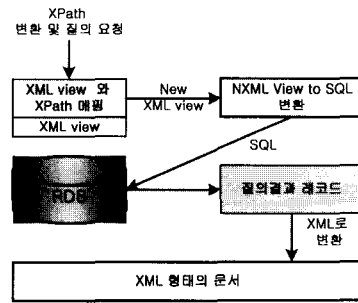 XPath
변환 및 질의 요청
XML view 와
XPath 매핑
XML view
New
XML view
NXML View to SQL
변환
SQL
RDB
질의결과 레코드
XML로
변환
XML 형태의 문서